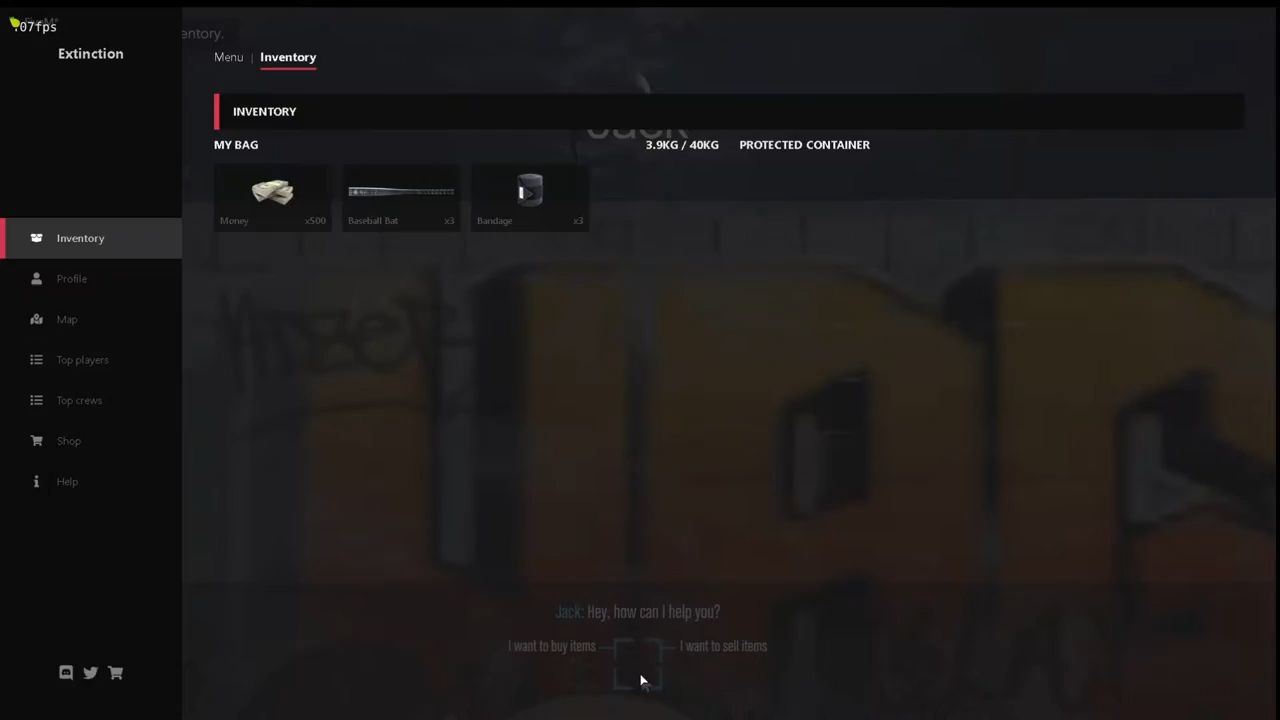 :07fps
entory.
Extinction
Menu | Inventory
INVENTORY
Jack
MY BAG
3.9KG / 40KG
PROTECTED CONTAINER
Money x500
Baseball Bat x3
Bandage x3
Inventory
Profile
Map
Top players
Top crews
Shop
Help
Jack: Hey, how can I help you?
I want to buy items
I want to sell items